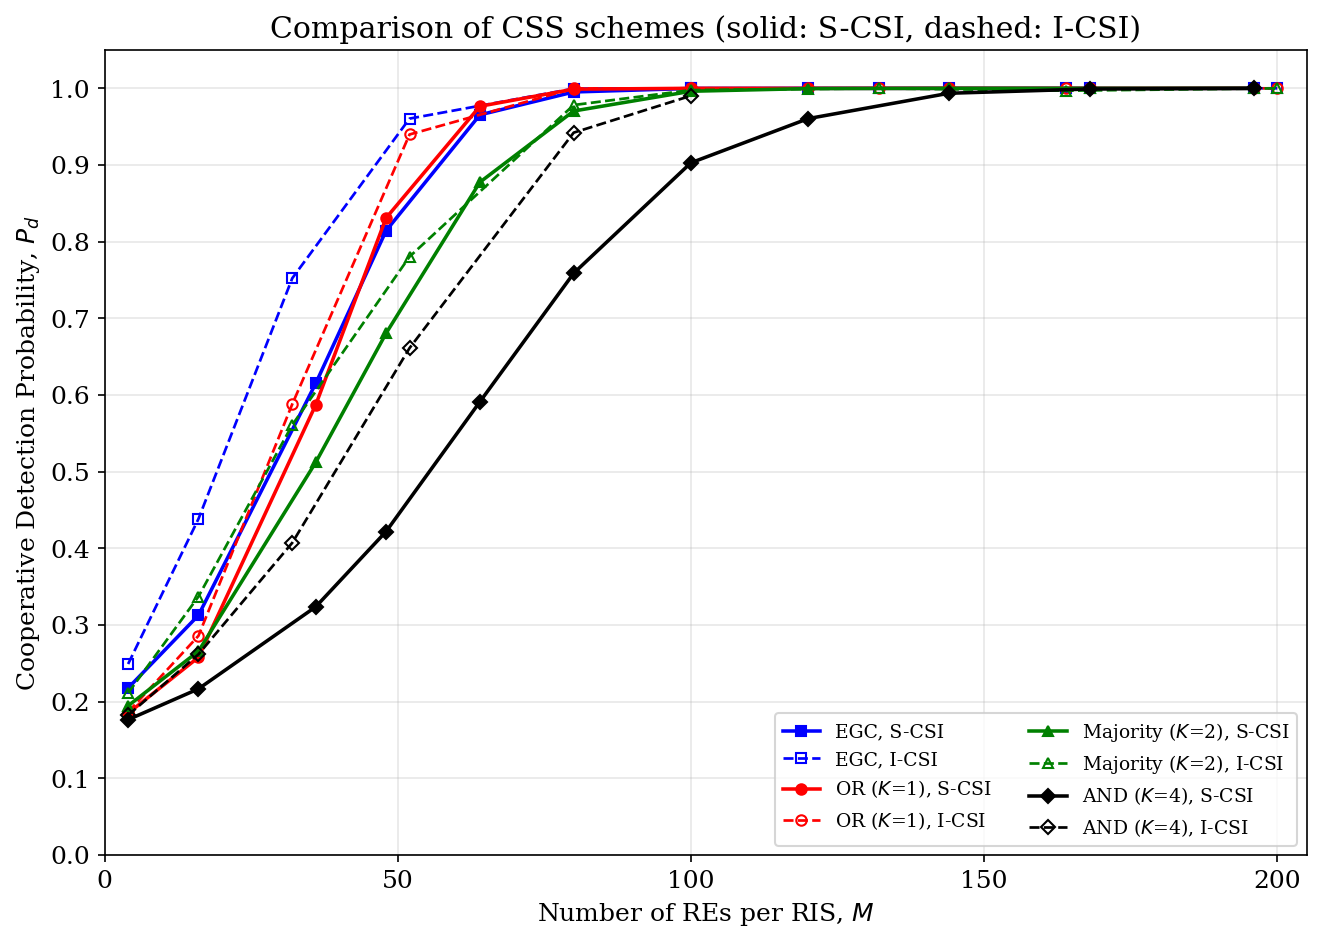 Comparison of CSS schemes (solid: S-CSI, dashed: I-CSI)
Cooperative Detection Probability, P_d
1.0
0.9
0.8
0.7
0.6
0.5
0.4
0.3
0.2
0.1
0.0
EGC, S-CSI
EGC, I-CSI
OR (K=1), S-CSI
OR (K=1), I-CSI
Majority (K=2), S-CSI
Majority (K=2), I-CSI
AND (K=4), S-CSI
AND (K=4), I-CSI
0 50 100 150 200
Number of REs per RIS, M